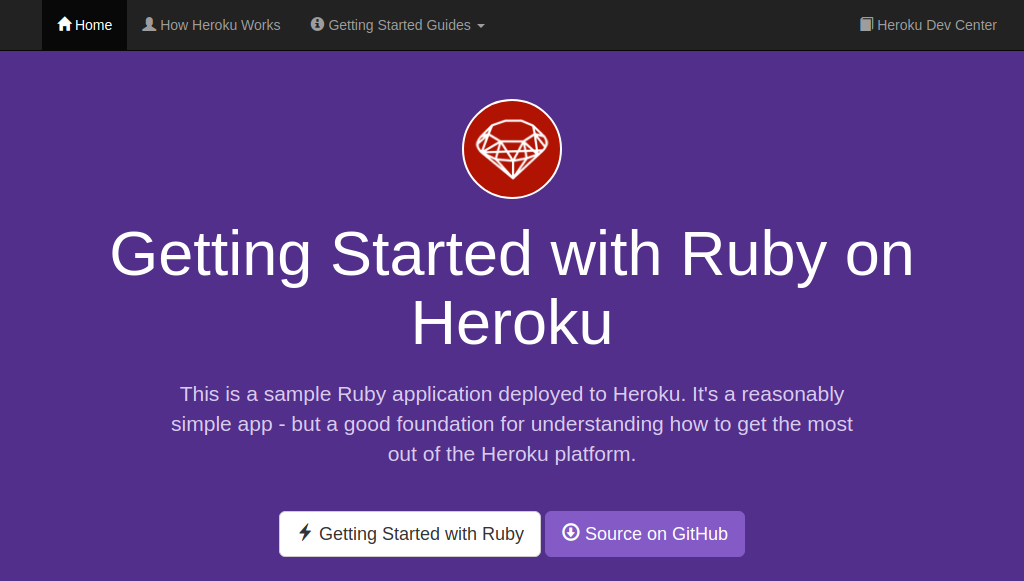 Home How Heroku Works Getting Started Guides Heroku Dev Center
Getting Started with Ruby on
Heroku
This is a sample Ruby application deployed to Heroku. It's a reasonably
simple app - but a good foundation for understanding how to get the most
out of the Heroku platform.
Getting Started with Ruby Source on GitHub